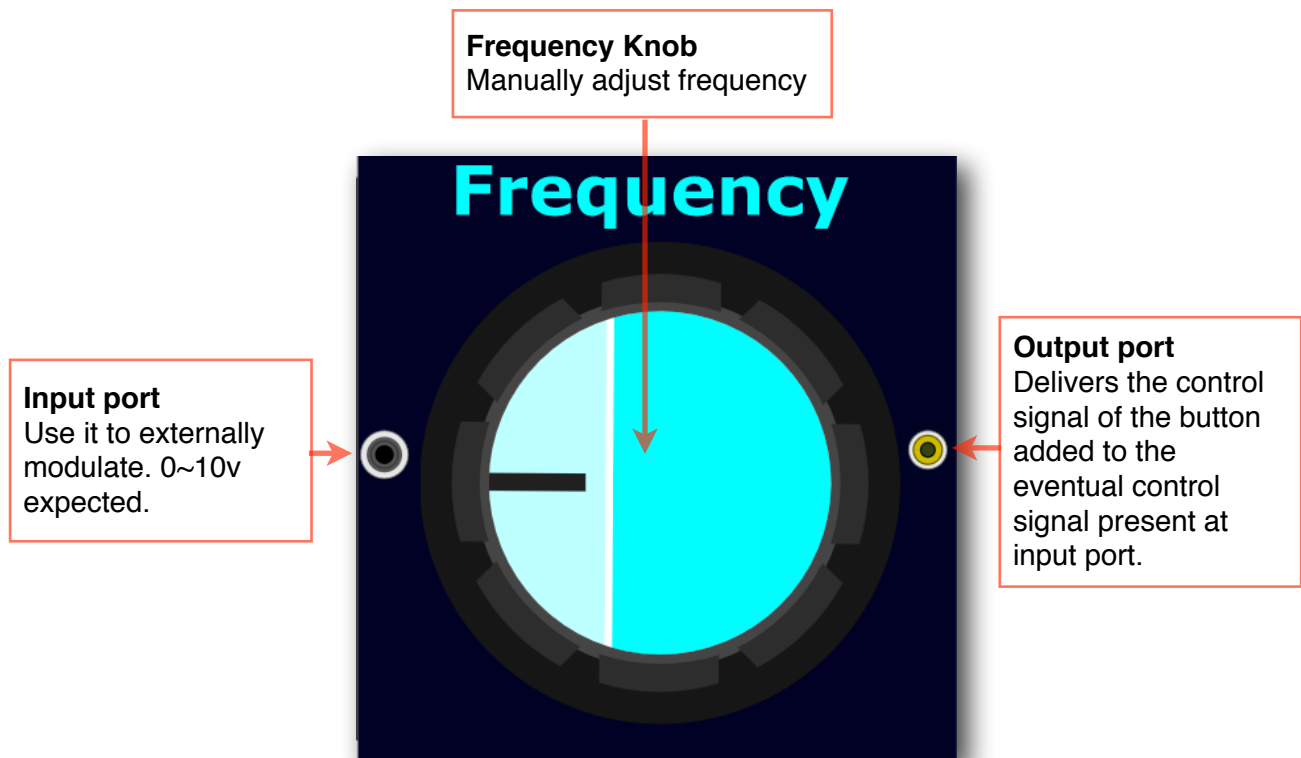 Frequency Knob
Manually adjust frequency
Frequency
Input port
Use it to externally
modulate. 0~10v
expected.
Output port
Delivers the control
signal of the button
added to the
eventual control
signal present at
input port.